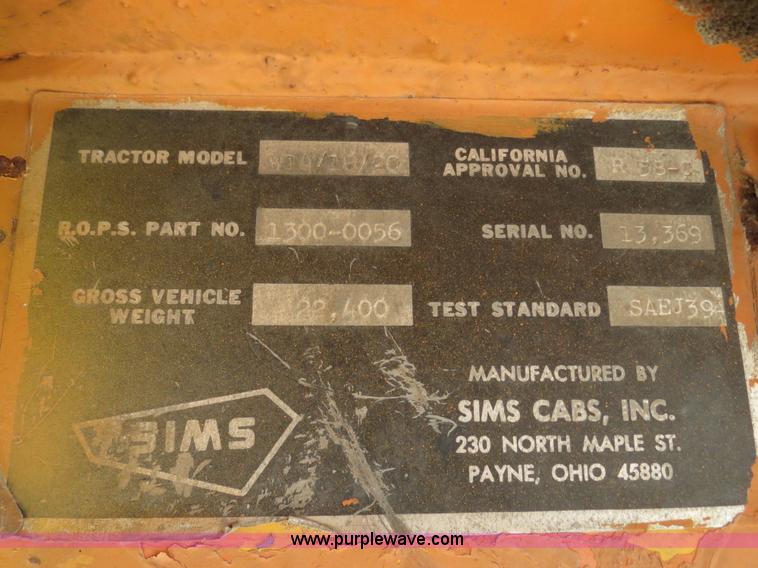 TRACTOR MODEL
CALIFORNIA
APPROVAL NO.
R.O.P.S. PART NO. 1300-0056
SERIAL NO. 13,369
GROSS VEHICLE
WEIGHT 22,400
TEST STANDARD SAEJ394
SIMS
MANUFACTURED BY
SIMS CABS, INC.
230 NORTH MAPLE ST.
PAYNE, OHIO 45880
www.purplewave.com